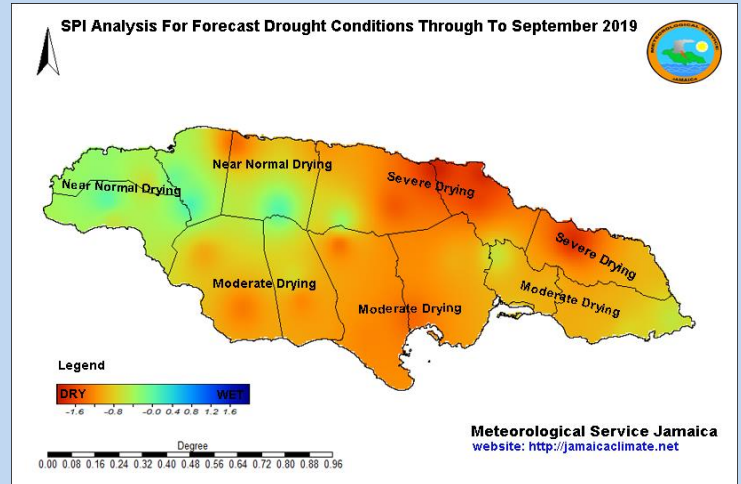 SPI Analysis For Forecast Drought Conditions Through To September 2019
METEOROLOGICAL SERVICE
JAMAICA
Near Normal Drying
Near Normal Drying
Severe Drying
Severe Drying
Moderate Drying
Moderate Drying
Moderate Drying
Legend
DRY WET
-1.6 -0.8 -0.0 0.4 0.8 1.2 1.6
Degree
0.00 0.08 0.16 0.24 0.32 0.40 0.48 0.56 0.64 0.72 0.80 0.88 0.96
Meteorological Service Jamaica
website: http://jamaicaclimate.net